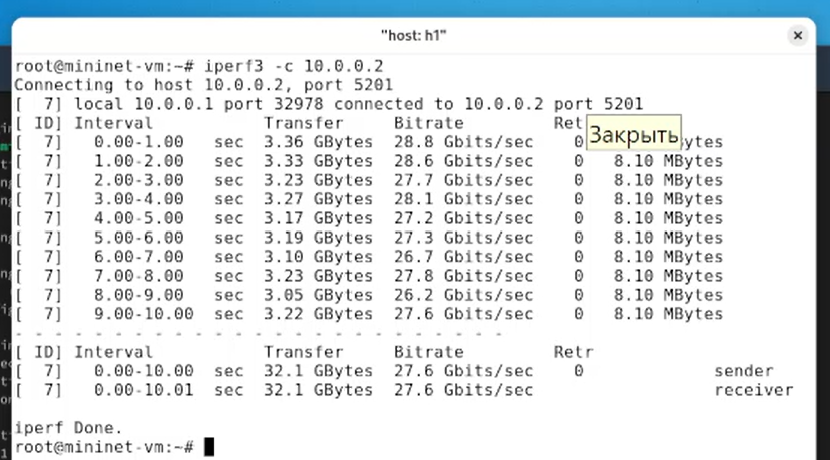 "host: h1"
root@mininet-vm:~# iperf3 -c 10.0.0.2
Connecting to host 10.0.0.2, port 5201
[  7] local 10.0.0.1 port 32978 connected to 10.0.0.2 port 5201
[ ID] Interval           Transfer     Bitrate         Retr
Закрыть
[  7]   0.00-1.00   sec  3.36 GBytes  28.8 Gbits/sec    0
[  7]   1.00-2.00   sec  3.33 GBytes  28.6 Gbits/sec    0   8.10 MBytes
[  7]   2.00-3.00   sec  3.23 GBytes  27.7 Gbits/sec    0   8.10 MBytes
[  7]   3.00-4.00   sec  3.27 GBytes  28.1 Gbits/sec    0   8.10 MBytes
[  7]   4.00-5.00   sec  3.17 GBytes  27.2 Gbits/sec    0   8.10 MBytes
[  7]   5.00-6.00   sec  3.19 GBytes  27.3 Gbits/sec    0   8.10 MBytes
[  7]   6.00-7.00   sec  3.10 GBytes  26.7 Gbits/sec    0   8.10 MBytes
[  7]   7.00-8.00   sec  3.23 GBytes  27.8 Gbits/sec    0   8.10 MBytes
[  7]   8.00-9.00   sec  3.05 GBytes  26.2 Gbits/sec    0   8.10 MBytes
[  7]   9.00-10.00  sec  3.22 GBytes  27.6 Gbits/sec    0   8.10 MBytes
- - - - - - - - - - - - - - - - - - - - - - - - -
[ ID] Interval           Transfer     Bitrate         Retr
[  7]   0.00-10.00  sec  32.1 GBytes  27.6 Gbits/sec    0             sender
[  7]   0.00-10.01  sec  32.1 GBytes  27.6 Gbits/sec                  receiver
iperf Done.
root@mininet-vm:~#